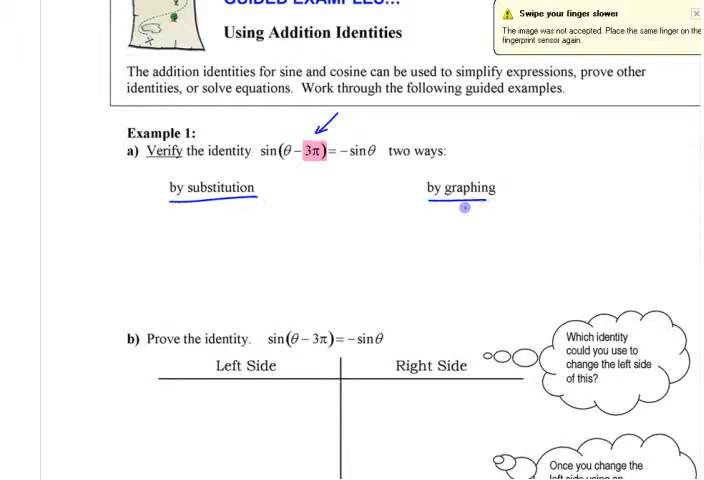 GUIDED EXAMPLES...
Using Addition Identities
Swipe your finger slower
The image was not accepted. Place the same finger on the
fingerprint sensor again.
The addition identities for sine and cosine can be used to simplify expressions, prove other
identities, or solve equations. Work through the following guided examples.
Example 1:
a) Verify the identity sin(θ − 3π) = −sinθ two ways:
by substitution by graphing
b) Prove the identity. sin(θ − 3π) = −sinθ
Left Side Right Side
Which identity
could you use to
change the left side
of this?
Once you change the
left side using an